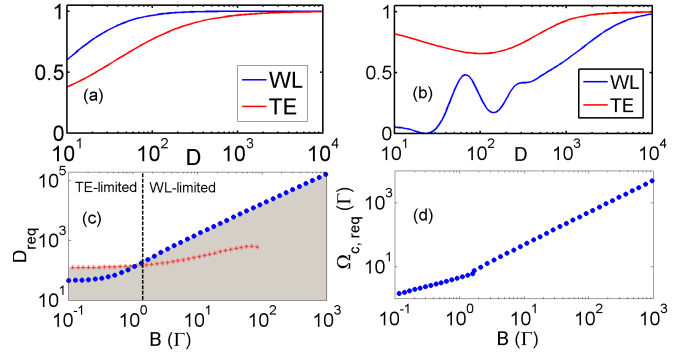 1
0.5
0
(a)
WL
TE
10^1 10^2 10^3 10^4
D
1
0.5
0
(b)
WL
TE
10^1 10^2 10^3 10^4
D
10^5
10^3
10^1
D_req
TE-limited
WL-limited
(c)
10^-1 10^0 10^1 10^2 10^3
B (Γ)
10^3
10^1
Ω_c, req (Γ)
(d)
10^-1 10^0 10^1 10^2 10^3
B (Γ)